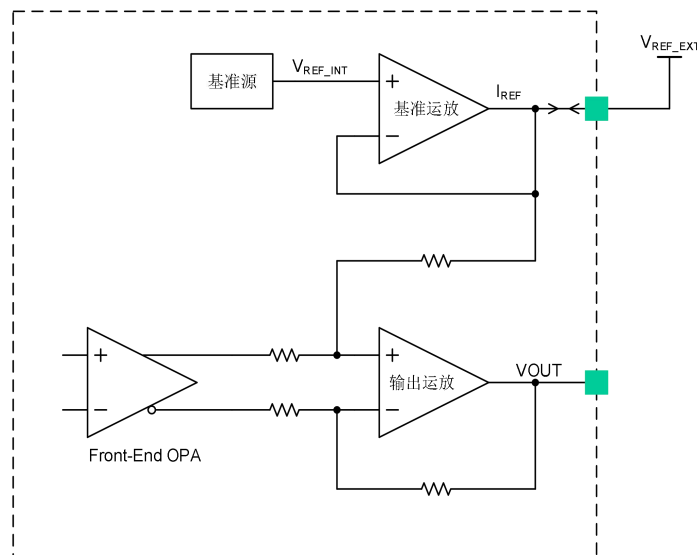 V_REF_EXT
基准源
V_REF_INT
+
基准运放
−
I_REF
+
−
Front-End OPA
+
输出运放
−
VOUT